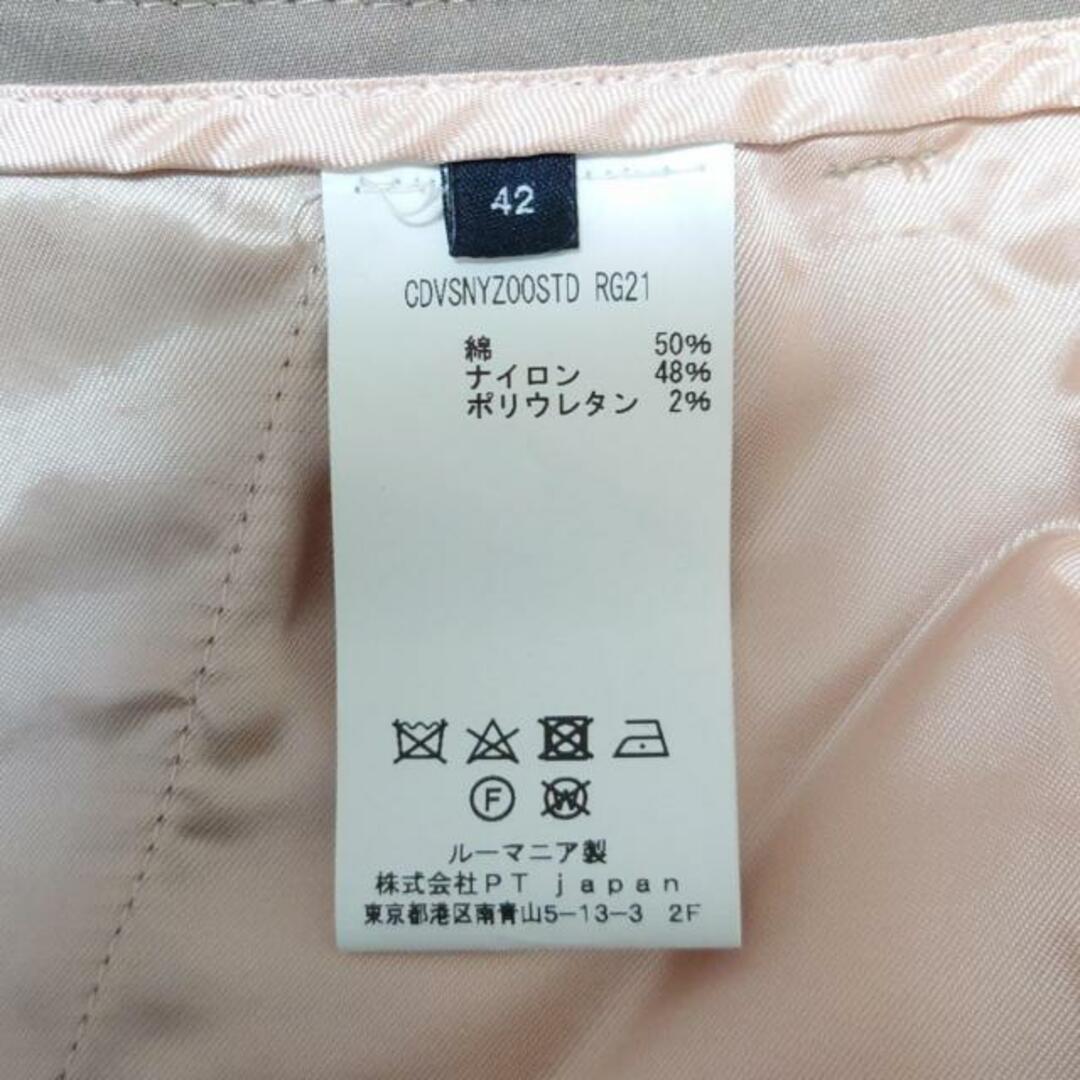 42
CDVSNYZ00STD RG21
綿 50%
ナイロン 48%
ポリウレタン 2%
F W
ルーマニア製
株式会社PT japan
東京都港区南青山5-13-3 2F